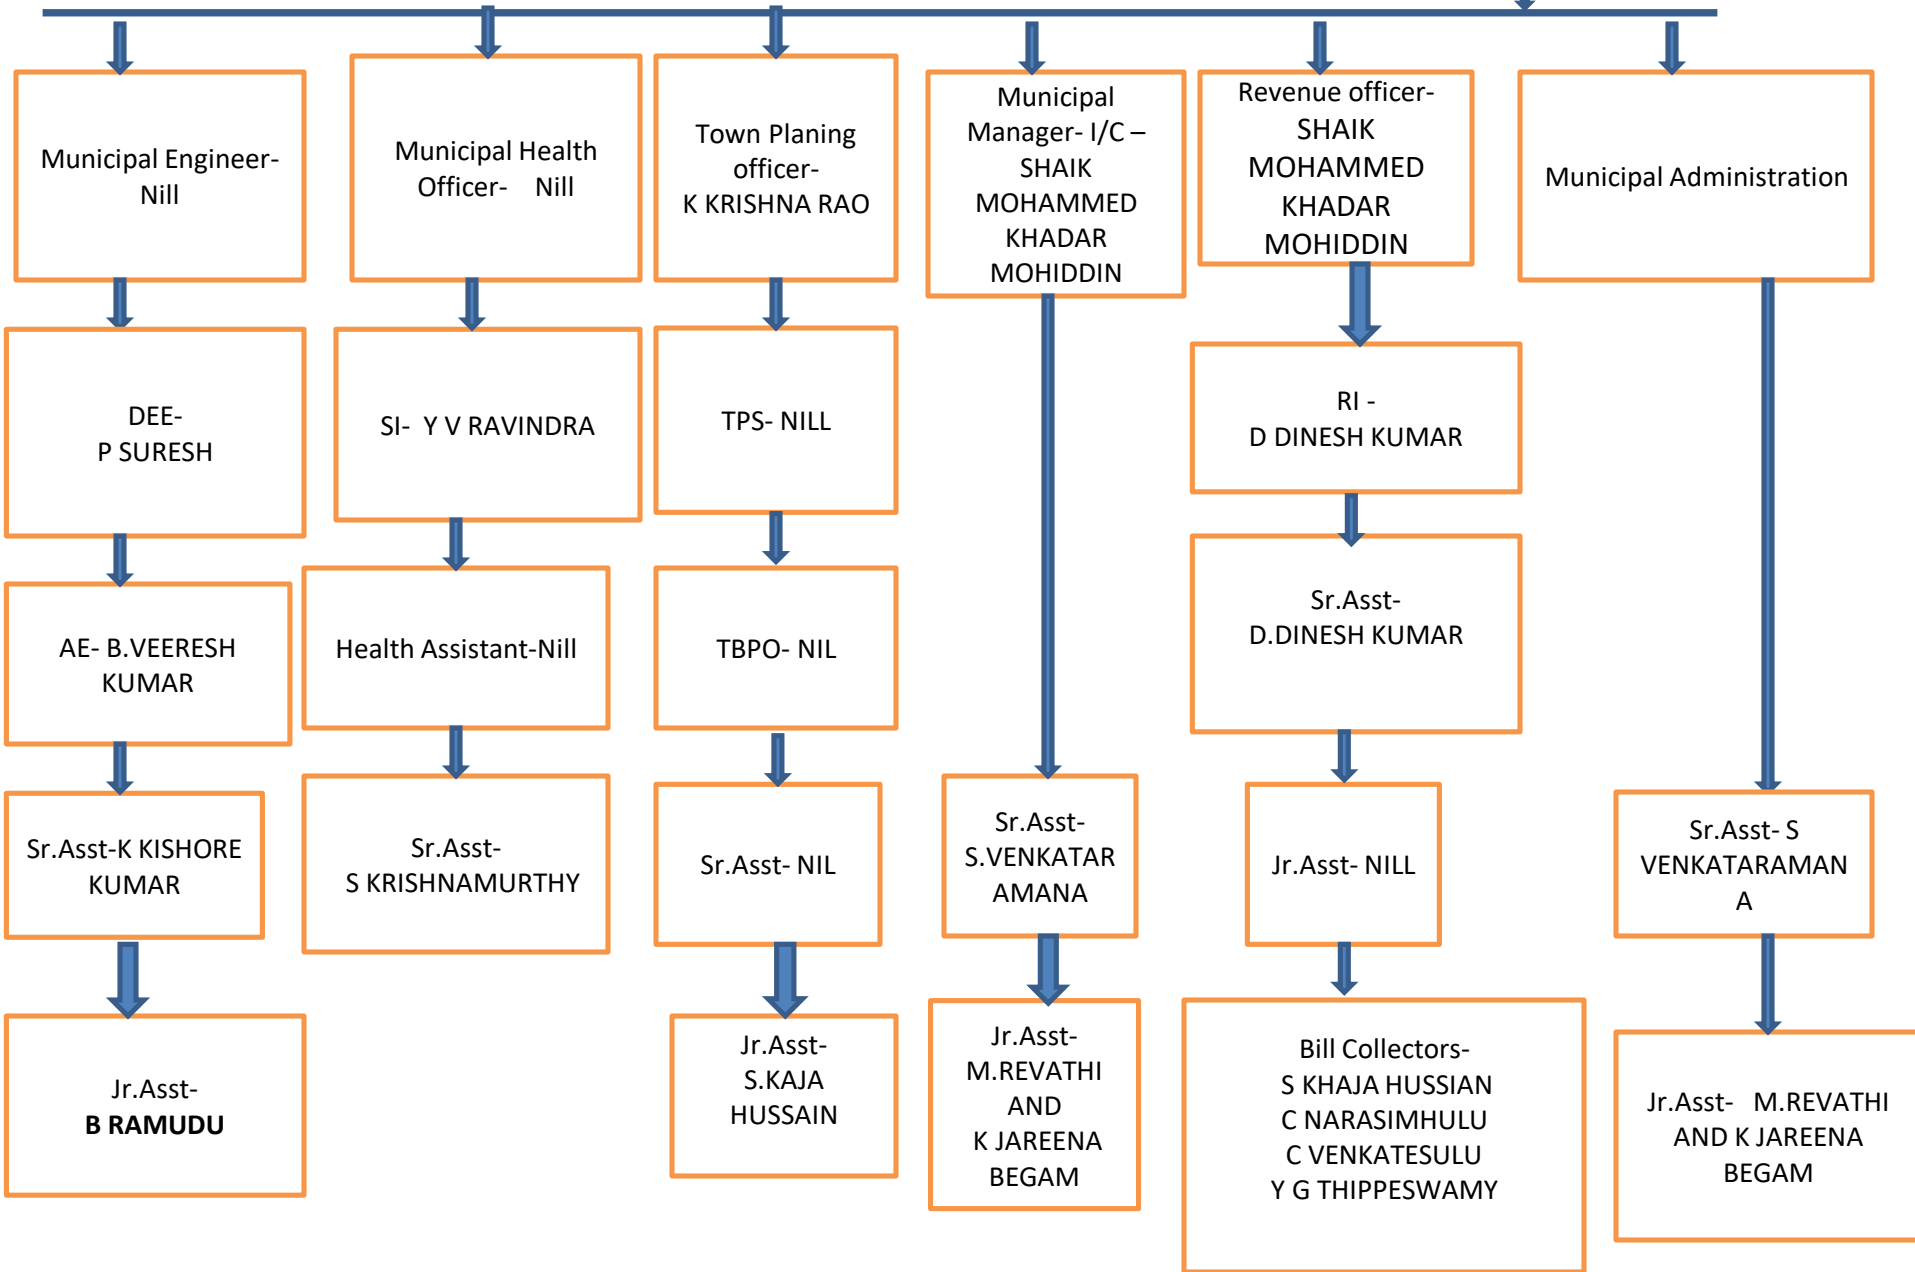 Municipal Engineer-
Nill
Municipal Health
Officer- Nill
Town Planing
officer-
K KRISHNA RAO
Municipal
Manager- I/C –
SHAIK
MOHAMMED
KHADAR
MOHIDDIN
Revenue officer-
SHAIK
MOHAMMED
KHADAR
MOHIDDIN
Municipal Administration
DEE-
P SURESH
SI- Y V RAVINDRA
TPS- NILL
RI -
D DINESH KUMAR
AE- B.VEERESH
KUMAR
Health Assistant-Nill
TBPO- NIL
Sr.Asst-
D.DINESH KUMAR
Sr.Asst-K KISHORE
KUMAR
Sr.Asst-
S KRISHNAMURTHY
Sr.Asst- NIL
Sr.Asst-
S.VENKATAR
AMANA
Jr.Asst- NILL
Sr.Asst- S
VENKATARAMAN
A
Jr.Asst-
B RAMUDU
Jr.Asst-
S.KAJA
HUSSAIN
Jr.Asst-
M.REVATHI
AND
K JAREENA
BEGAM
Bill Collectors-
S KHAJA HUSSIAN
C NARASIMHULU
C VENKATESULU
Y G THIPPESWAMY
Jr.Asst- M.REVATHI
AND K JAREENA
BEGAM